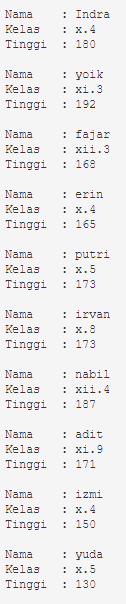 Nama    : Indra
Kelas   : x.4
Tinggi  : 180

Nama    : yoik
Kelas   : xi.3
Tinggi  : 192

Nama    : fajar
Kelas   : xii.3
Tinggi  : 168

Nama    : erin
Kelas   : x.4
Tinggi  : 165

Nama    : putri
Kelas   : x.5
Tinggi  : 173

Nama    : irvan
Kelas   : x.8
Tinggi  : 173

Nama    : nabil
Kelas   : xii.4
Tinggi  : 187

Nama    : adit
Kelas   : xi.9
Tinggi  : 171

Nama    : izmi
Kelas   : x.4
Tinggi  : 150

Nama    : yuda
Kelas   : x.5
Tinggi  : 130